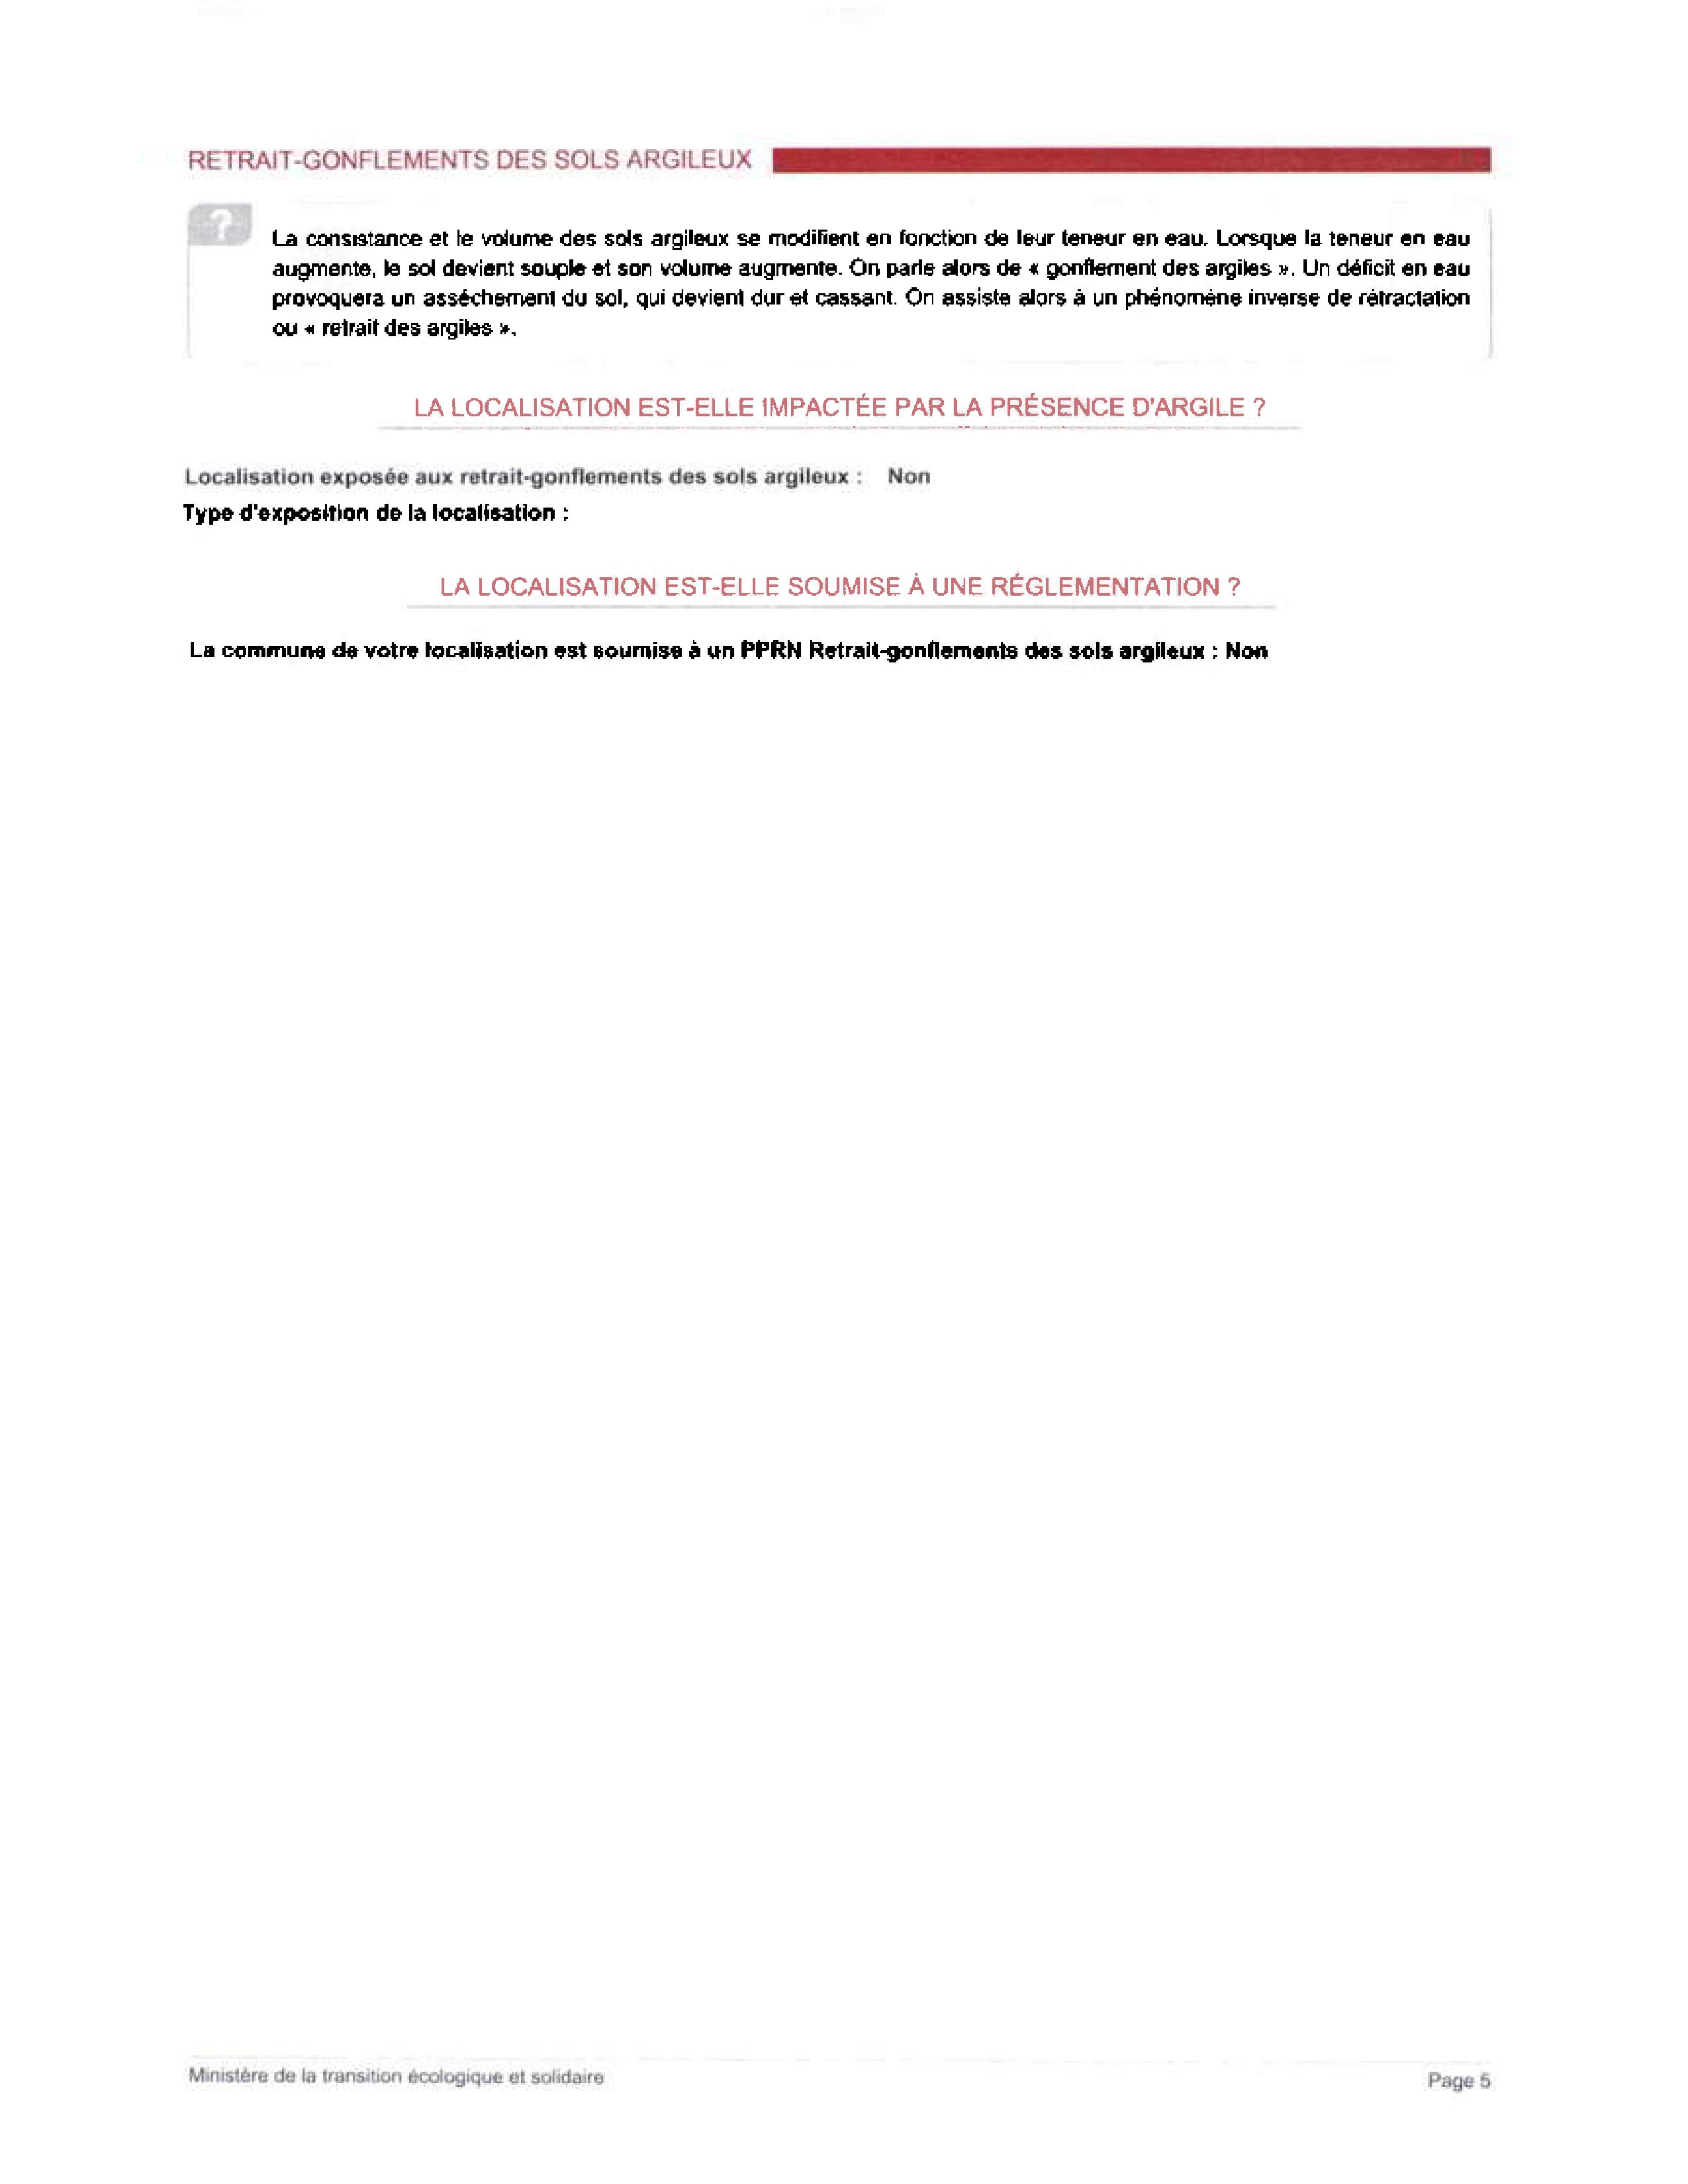 RETRAIT-GONFLEMENTS DES SOLS ARGILEUX
?
La consistance et le volume des sols argileux se modifient en fonction de leur teneur en eau. Lorsque la teneur en eau
augmente, le sol devient souple et son volume augmente. On parle alors de « gonflement des argiles ». Un déficit en eau
provoquera un asséchement du sol, qui devient dur et cassant. On assiste alors à un phénomène inverse de rétractation
ou « retrait des argiles ».
LA LOCALISATION EST-ELLE IMPACTÉE PAR LA PRÉSENCE D'ARGILE ?
Localisation exposée aux retrait-gonflements des sols argileux : Non
Type d'exposition de la localisation :
LA LOCALISATION EST-ELLE SOUMISE À UNE RÉGLEMENTATION ?
La commune de votre localisation est soumise à un PPRN Retrait-gonflements des sols argileux : Non
Ministère de la transition écologique et solidaire
Page 5